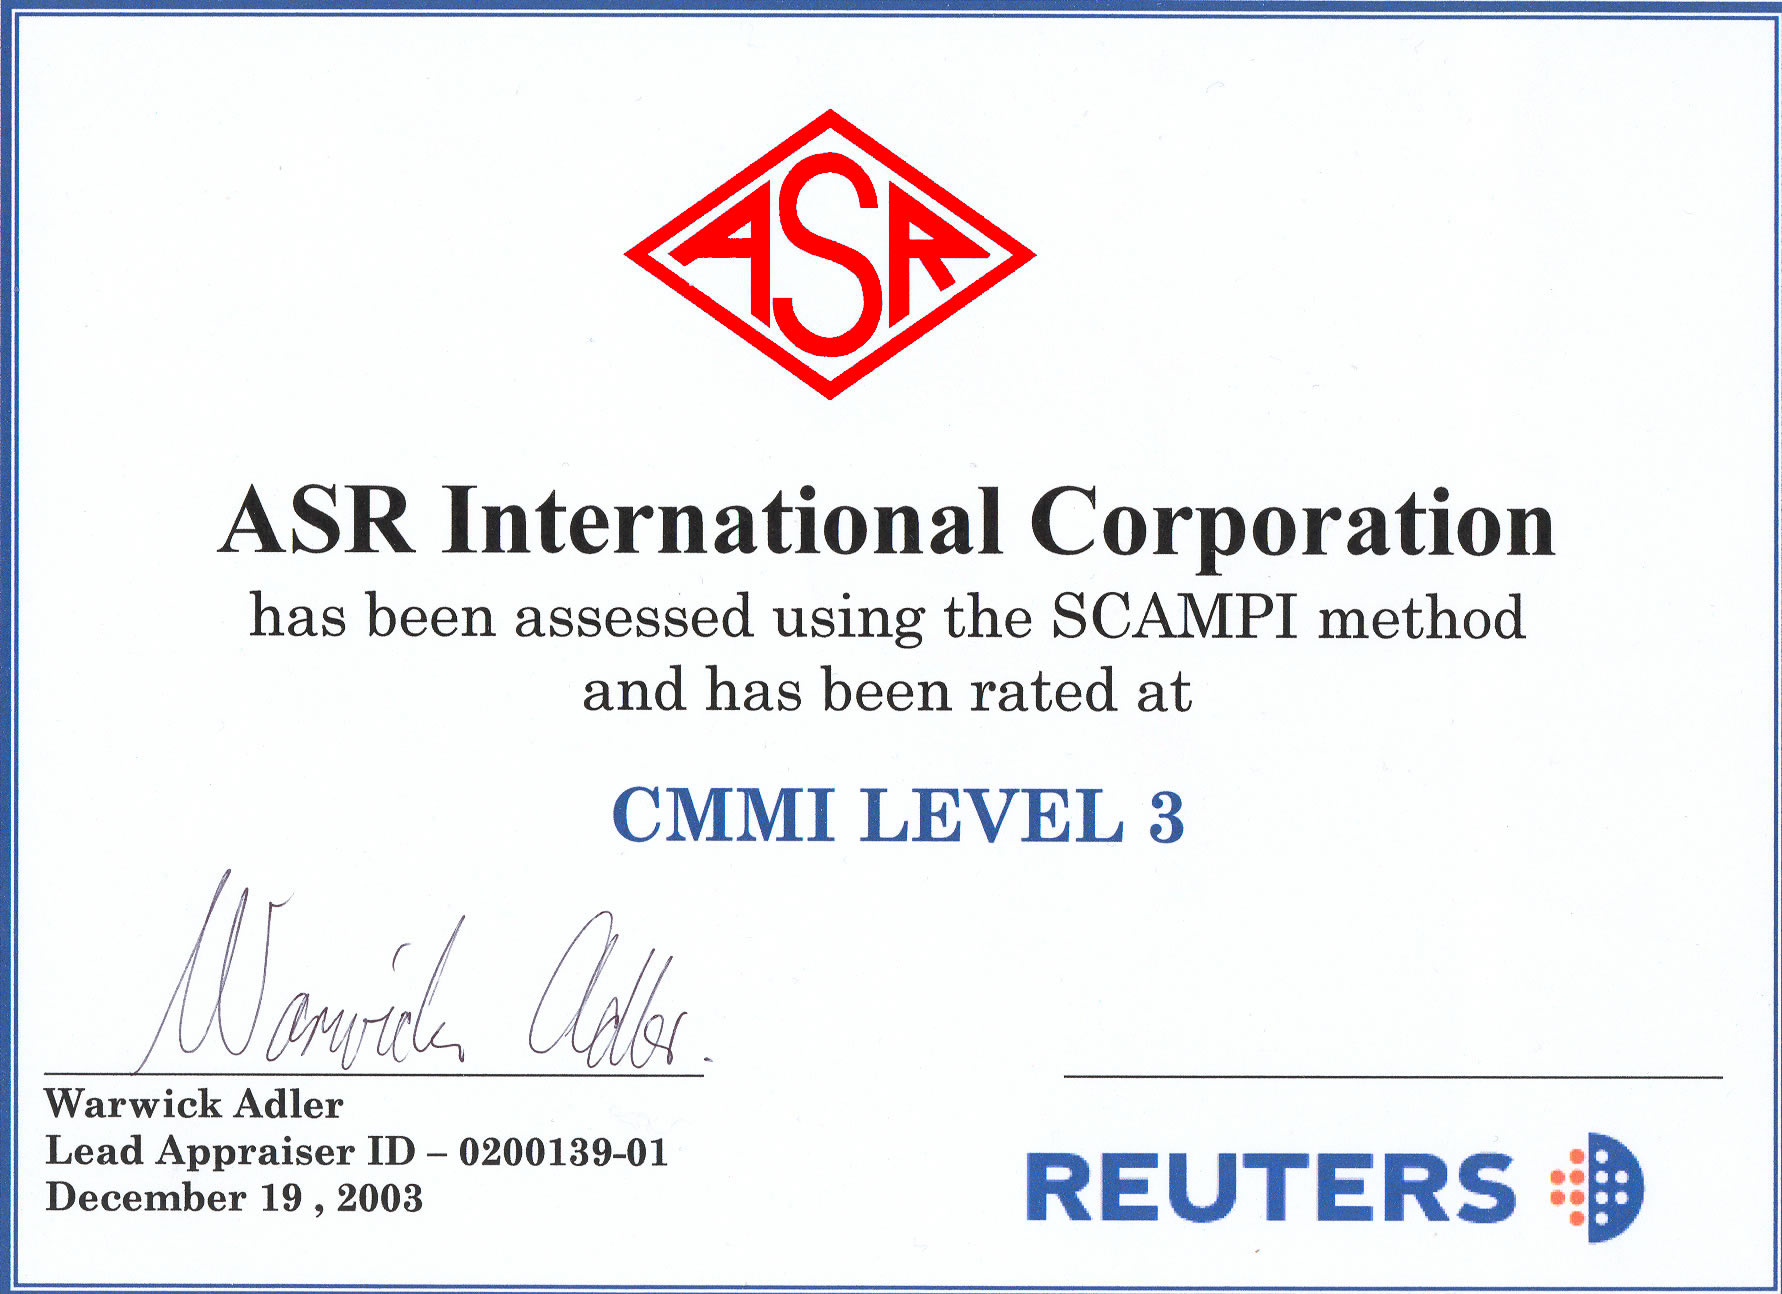 ASR
ASR International Corporation
has been assessed using the SCAMPI method
and has been rated at
CMMI LEVEL 3
Warwick Adler.
Warwick Adler
Lead Appraiser ID – 0200139-01
December 19 , 2003
REUTERS